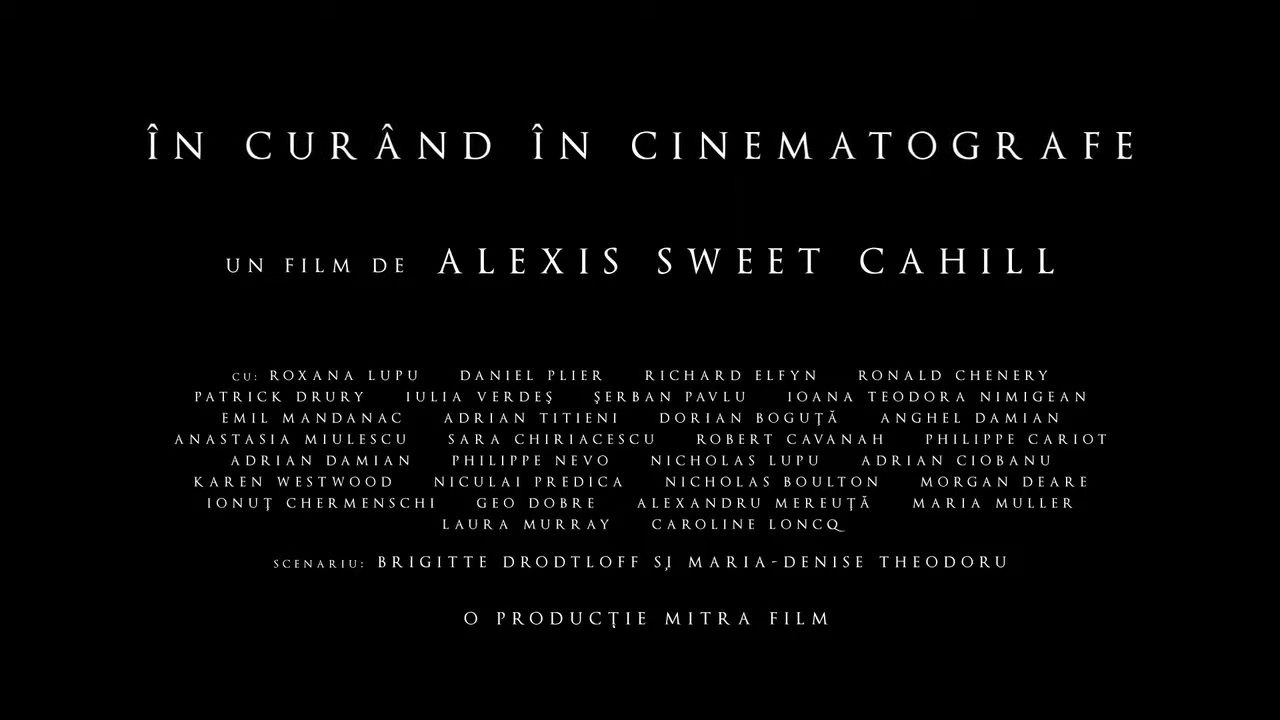 ÎN CURÂND ÎN CINEMATOGRAFE
UN FILM DE ALEXIS SWEET CAHILL
CU: ROXANA LUPU DANIEL PLIER RICHARD ELFYN RONALD CHENERY
PATRICK DRURY IULIA VERDEŞ ŞERBAN PAVLU IOANA TEODORA NIMIGEAN
EMIL MANDANAC ADRIAN TITIENI DORIAN BOGUŢĂ ANGHEL DAMIAN
ANASTASIA MIULESCU SARA CHIRIACESCU ROBERT CAVANAH PHILIPPE CARIOT
ADRIAN DAMIAN PHILIPPE NEVO NICHOLAS LUPU ADRIAN CIOBANU
KAREN WESTWOOD NICULAI PREDICA NICHOLAS BOULTON MORGAN DEARE
IONUŢ CHERMENSCHI GEO DOBRE ALEXANDRU MEREUŢĂ MARIA MULLER
LAURA MURRAY CAROLINE LONCQ
SCENARIU: BRIGITTE DRODTLOFF SI MARIA-DENISE THEODORU
O PRODUCȚIE MITRA FILM